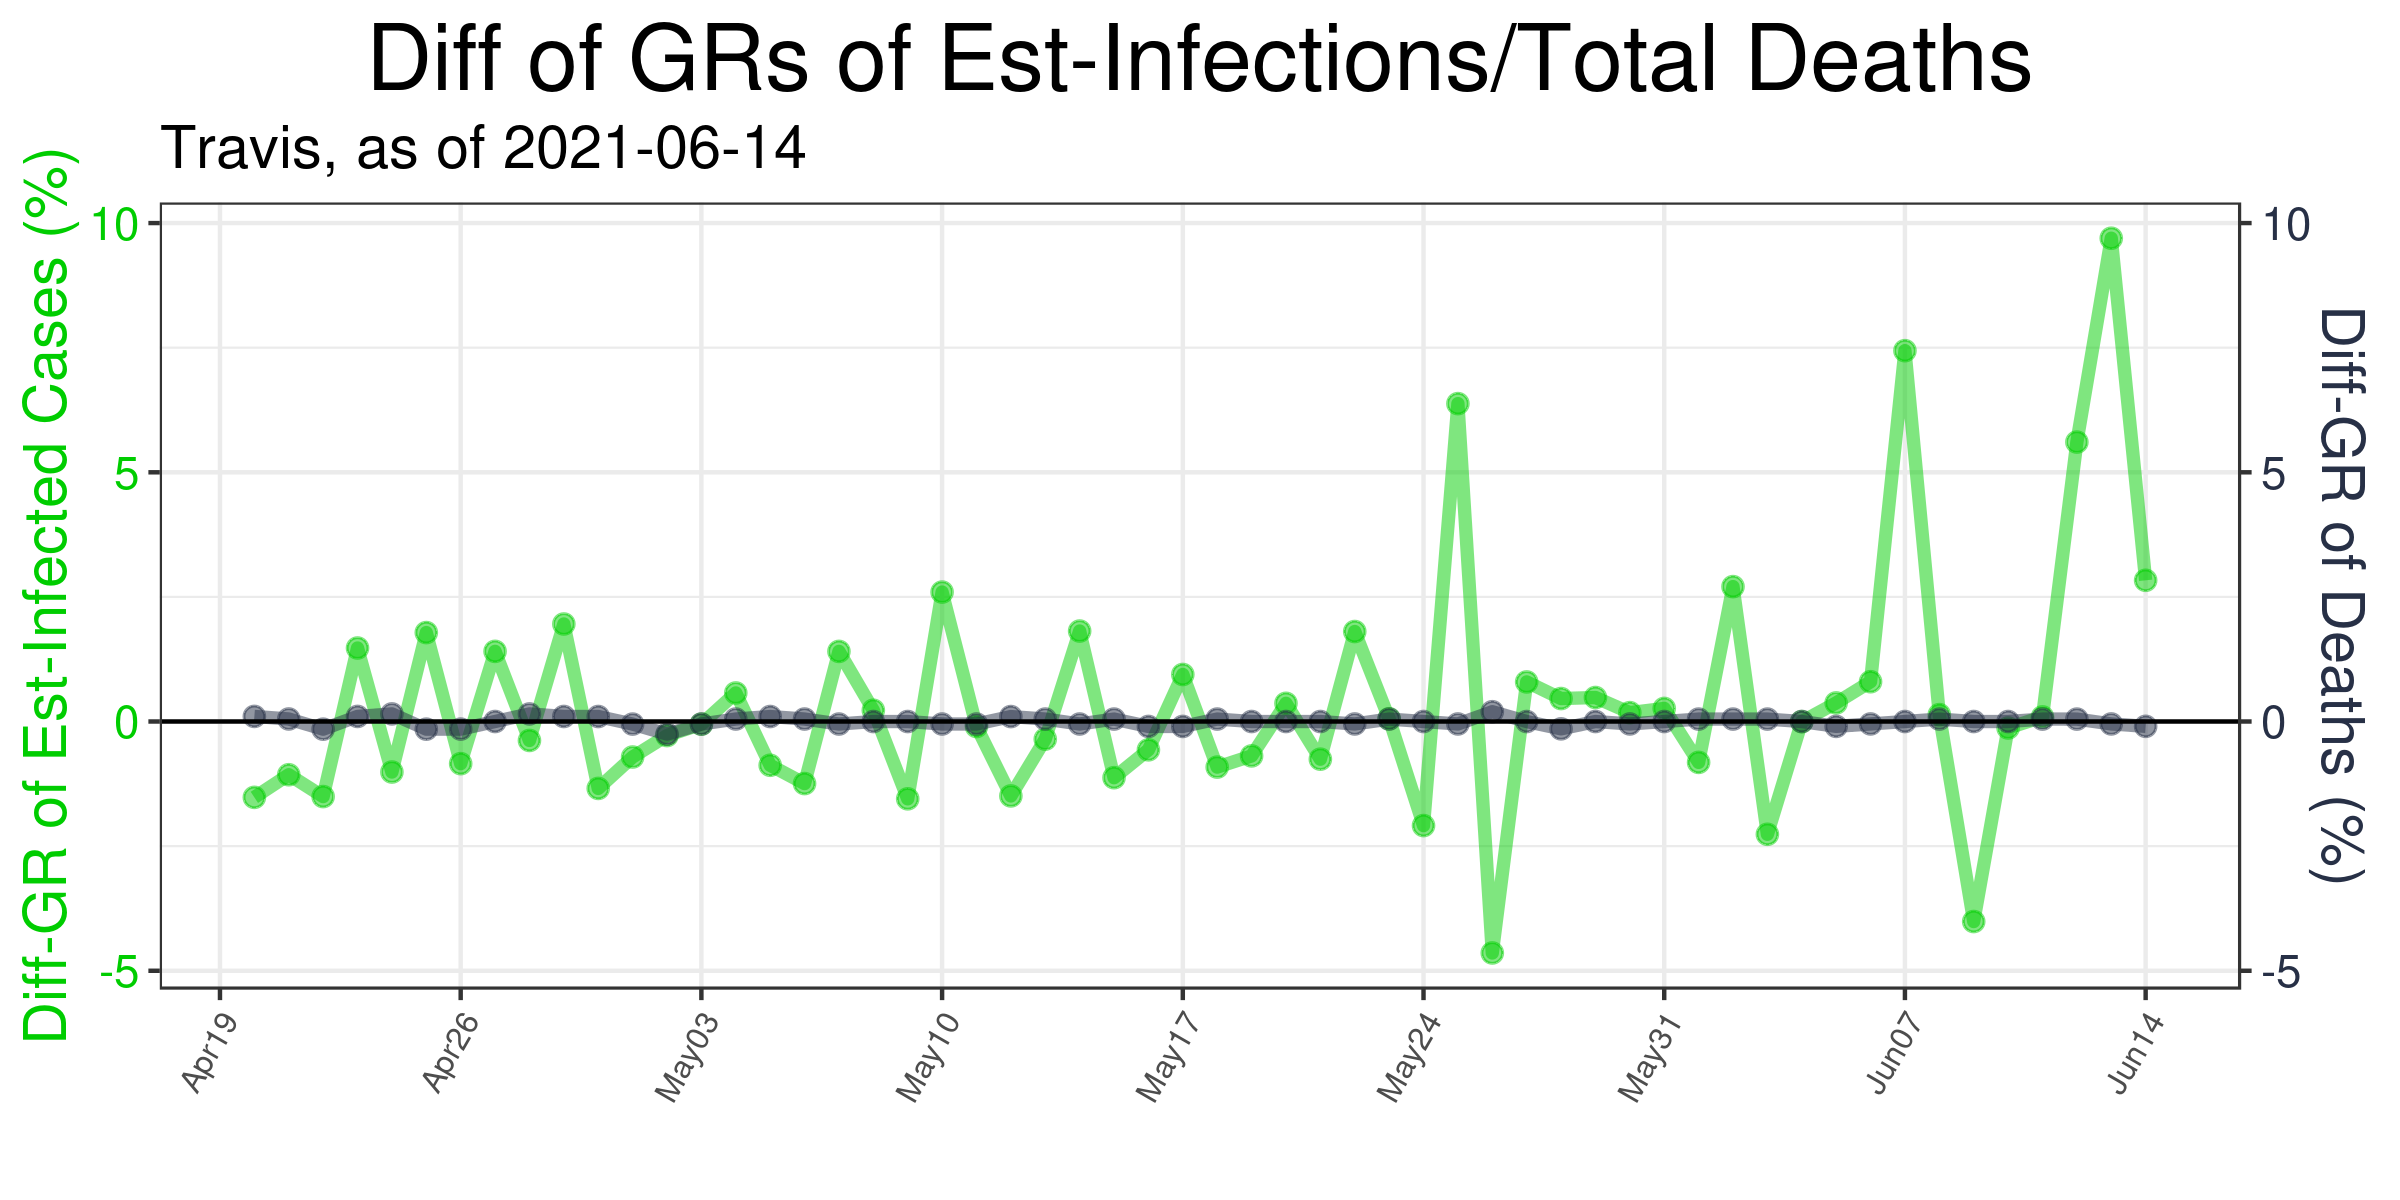 Diff of GRs of Est-Infections/Total Deaths
Travis, as of 2021-06-14
Diff-GR of Est-Infected Cases (%)
10
5
0
-5
10
5
0
-5
Diff-GR of Deaths (%)
Apr19
Apr26
May03
May10
May17
May24
May31
Jun07
Jun14